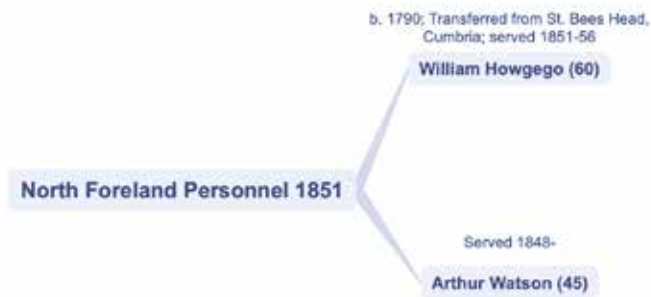 b. 1790; Transferred from St. Bees Head,
Cumbria; served 1851-56
William Howgego (60)
North Foreland Personnel 1851
Served 1848-
Arthur Watson (45)